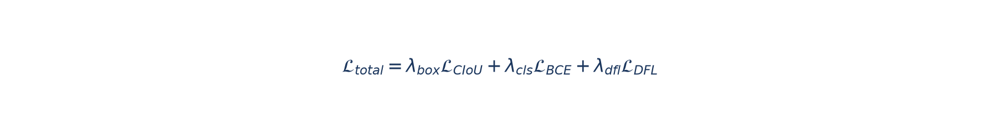 ℒ_total = λ_box ℒ_CIoU + λ_cls ℒ_BCE + λ_dfl ℒ_DFL